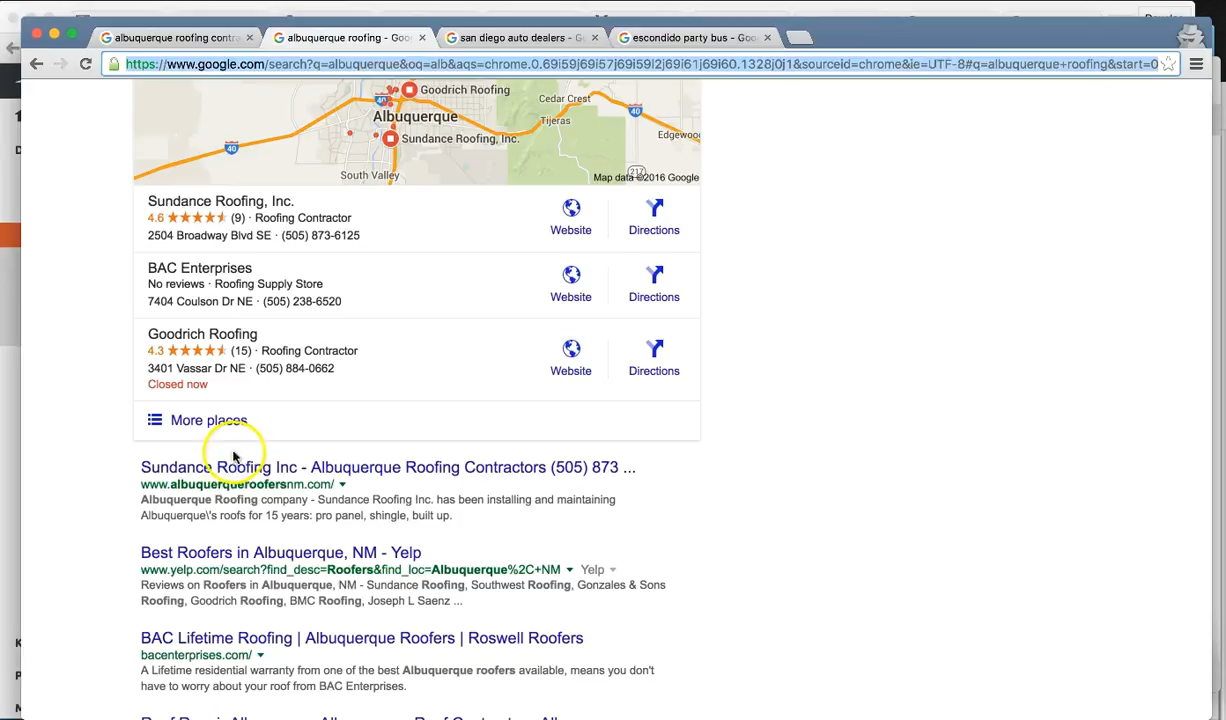 albuquerque roofing contra
albuquerque roofing - Goo
san diego auto dealers - G
escondido party bus - Goo
https://www.google.com/search?q=albuquerque&oq=alb&aqs=chrome.0.69i59j69i57j69i59l2j69i61j69i60.1328j0j1&sourceid=chrome&ie=UTF-8#q=albuquerque+roofing&start=0
Goodrich Roofing
Cedar Crest
40
40
Albuquerque
Tijeras
Edgewoo
Sundance Roofing, Inc.
40
South Valley
217
Map data ©2016 Google
Sundance Roofing, Inc.
4.6 (9) · Roofing Contractor
2504 Broadway Blvd SE · (505) 873-6125
Website
Directions
BAC Enterprises
No reviews · Roofing Supply Store
7404 Coulson Dr NE · (505) 238-6520
Website
Directions
Goodrich Roofing
4.3 (15) · Roofing Contractor
3401 Vassar Dr NE · (505) 884-0662
Closed now
Website
Directions
More places
Sundance Roofing Inc - Albuquerque Roofing Contractors (505) 873 ...
www.albuquerqueroofersnm.com/
Albuquerque Roofing company - Sundance Roofing Inc. has been installing and maintaining
Albuquerque\'s roofs for 15 years: pro panel, shingle, built up.
Best Roofers in Albuquerque, NM - Yelp
www.yelp.com/search?find_desc=Roofers&find_loc=Albuquerque%2C+NM Yelp
Reviews on Roofers in Albuquerque, NM - Sundance Roofing, Southwest Roofing, Gonzales & Sons
Roofing, Goodrich Roofing, BMC Roofing, Joseph L Saenz ...
BAC Lifetime Roofing | Albuquerque Roofers | Roswell Roofers
bacenterprises.com/
A Lifetime residential warranty from one of the best Albuquerque roofers available, means you don't
have to worry about your roof from BAC Enterprises.